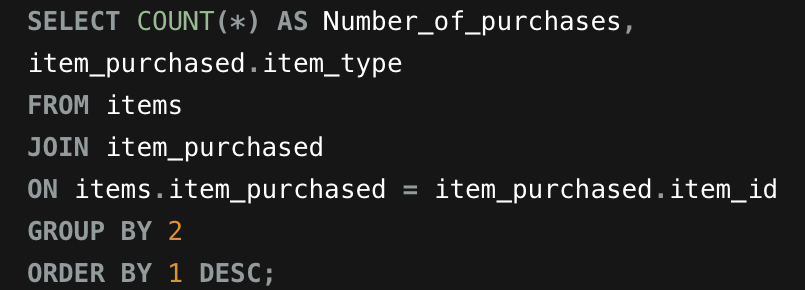 SELECT COUNT(*) AS Number_of_purchases,
item_purchased.item_type
FROM items
JOIN item_purchased
ON items.item_purchased = item_purchased.item_id
GROUP BY 2
ORDER BY 1 DESC;